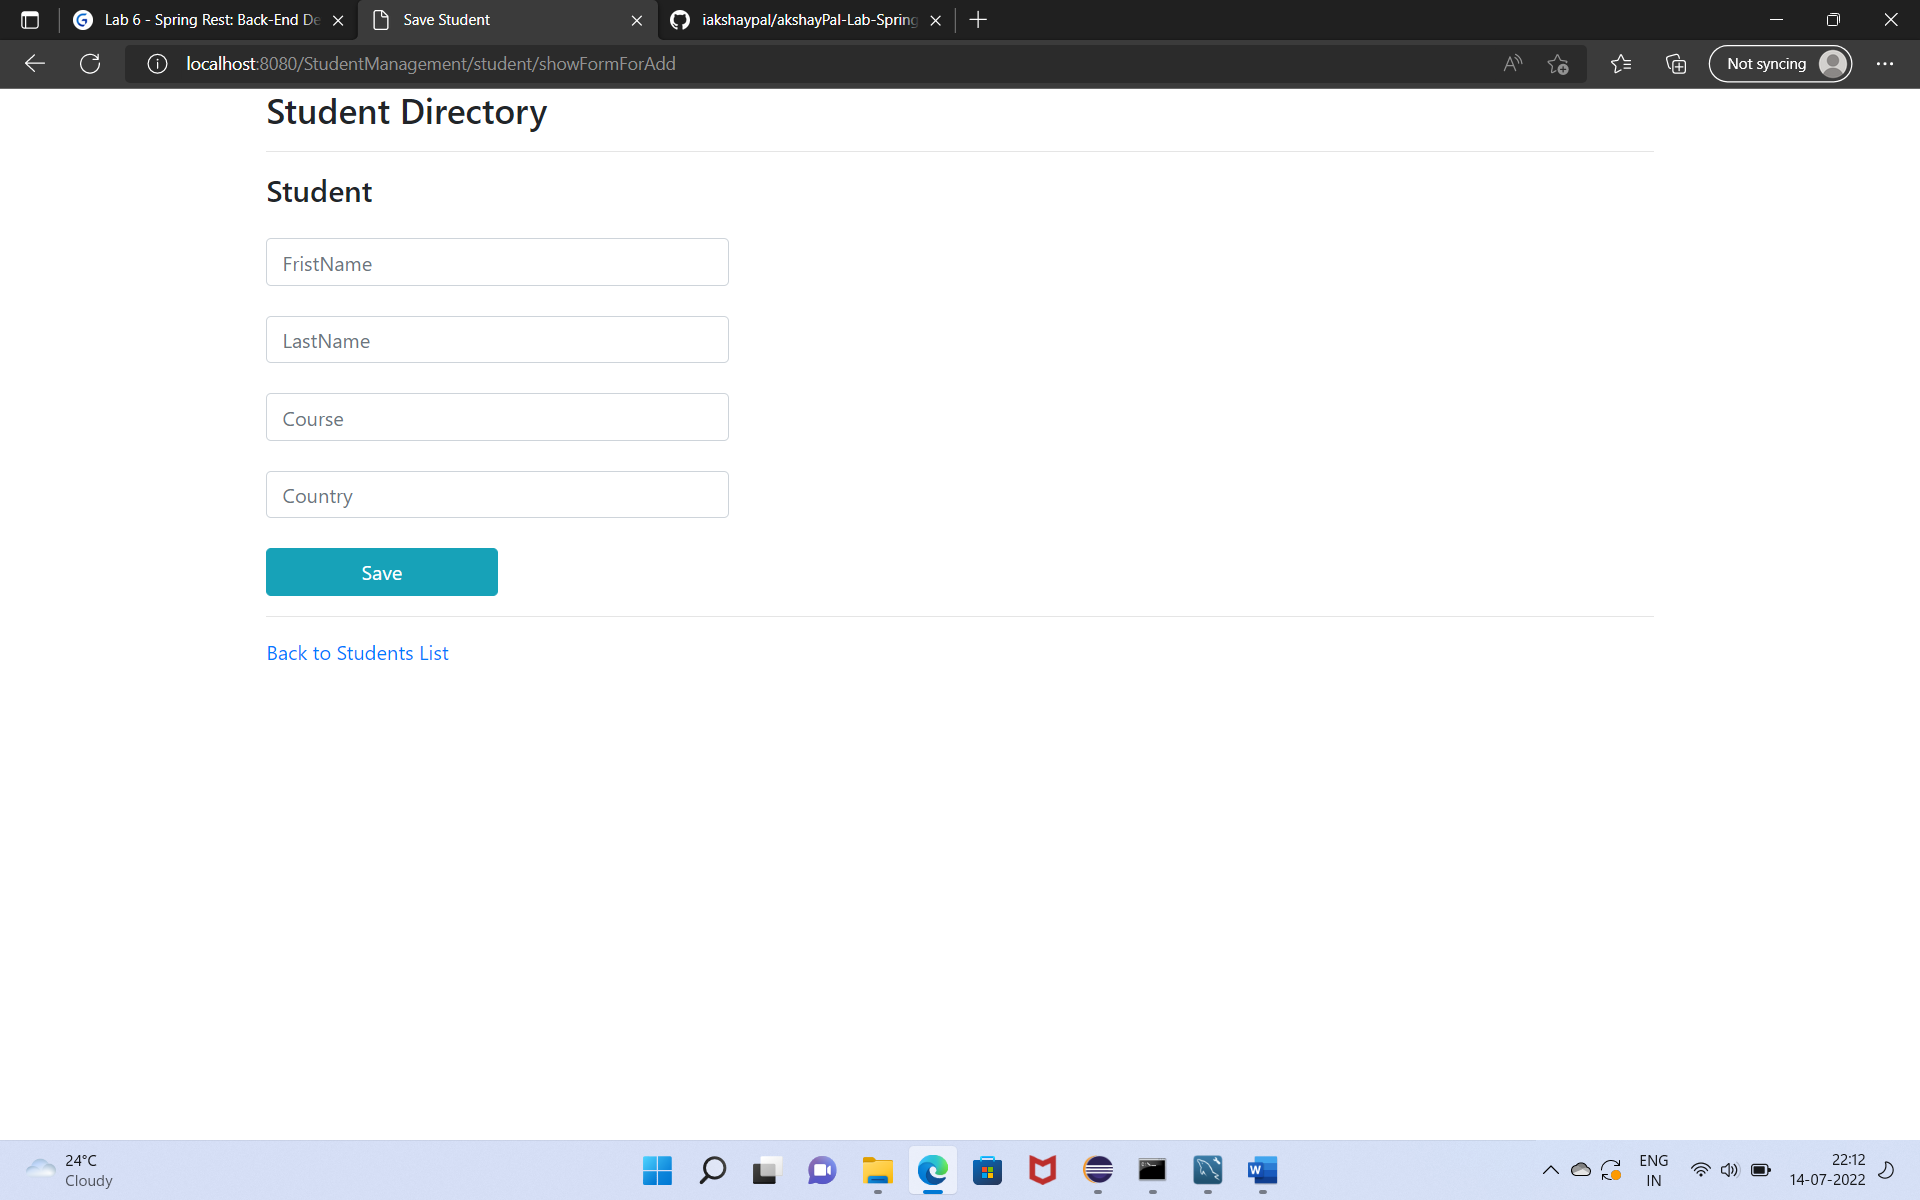 Lab 6 - Spring Rest: Back-End De
Save Student
iakshaypal/akshayPal-Lab-Spring
localhost:8080/StudentManagement/student/showFormForAdd
Not syncing
Student Directory
Student
FristName
LastName
Course
Country
Save
Back to Students List
24°C
Cloudy
ENG
IN
22:12
14-07-2022